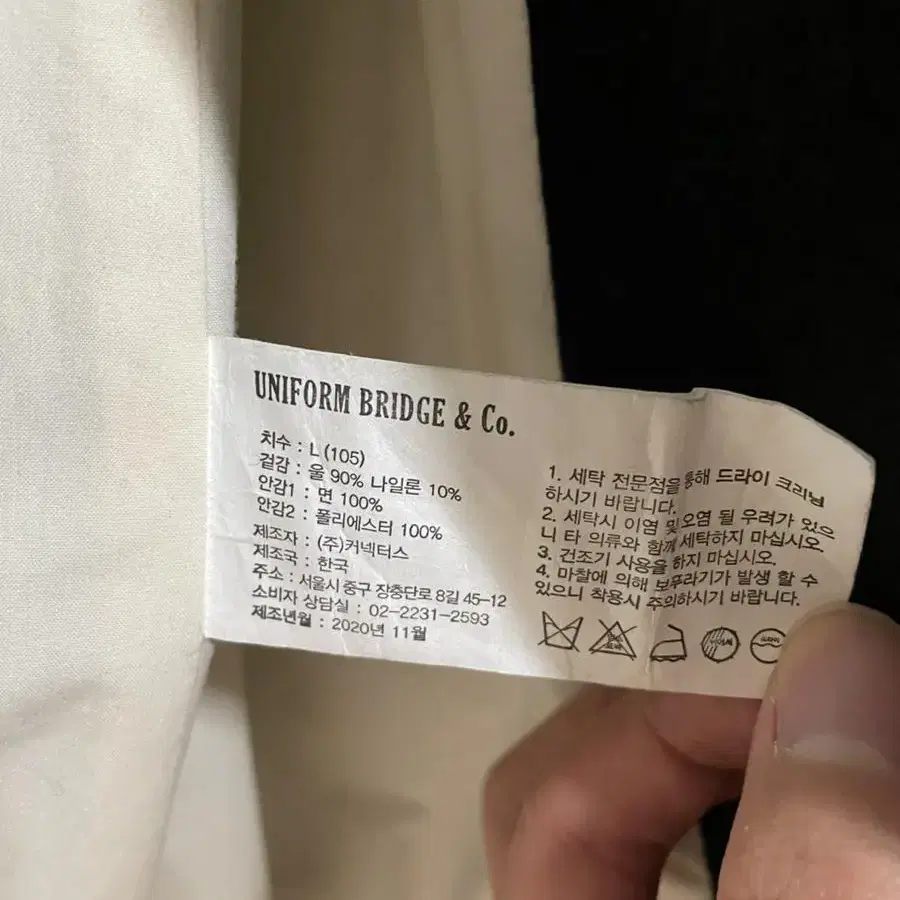 UNIFORM BRIDGE & Co.
치수 : L (105)
겉감 : 울 90% 나일론 10%
안감1 : 면 100%
안감2 : 폴리에스터 100%
제조자 : (주)커넥터스
제조국 : 한국
주소 : 서울시 중구 장충단로 8길 45-12
소비자 상담실 : 02-2231-2593
제조년월 : 2020년 11월
1. 세탁 전문점을 통해 드라이 크리닝
하시기 바랍니다.
2. 세탁시 이염 및 오염 될 우려가 있으
니 타 의류와 함께 세탁하지 마십시오.
3. 건조기 사용을 하지 마십시오.
4. 마찰에 의해 보푸라기가 발생 할 수
있으니 착용시 주의하시기 바랍니다.